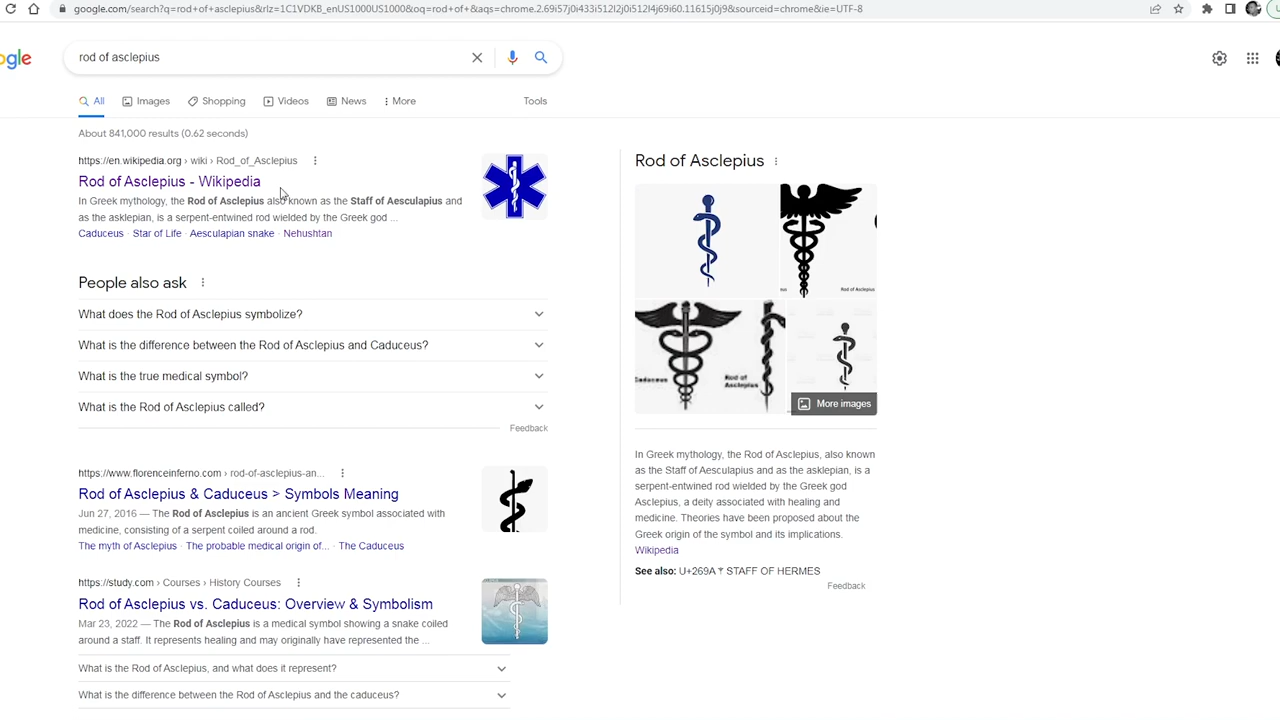 google.com/search?q=rod+of+asclepius&rlz=1C1VDKB_enUS1000US1000&oq=rod+of+&aqs=chrome.2.69i57j0i433i512l2j0i512l4j69i60.11615j0j9&sourceid=chrome&ie=UTF-8
ogle
rod of asclepius
All Images Shopping Videos News More Tools
About 841,000 results (0.62 seconds)
https://en.wikipedia.org › wiki › Rod_of_Asclepius
Rod of Asclepius - Wikipedia
In Greek mythology, the Rod of Asclepius also known as the Staff of Aesculapius and
as the asklepian, is a serpent-entwined rod wielded by the Greek god ...
Caduceus · Star of Life · Aesculapian snake · Nehushtan
People also ask
What does the Rod of Asclepius symbolize?
What is the difference between the Rod of Asclepius and Caduceus?
What is the true medical symbol?
What is the Rod of Asclepius called?
Feedback
https://www.florenceinferno.com › rod-of-asclepius-an...
Rod of Asclepius & Caduceus > Symbols Meaning
Jun 27, 2016 — The Rod of Asclepius is an ancient Greek symbol associated with
medicine, consisting of a serpent coiled around a rod.
The myth of Asclepius · The probable medical origin of... · The Caduceus
https://study.com › Courses › History Courses
Rod of Asclepius vs. Caduceus: Overview & Symbolism
Mar 23, 2022 — The Rod of Asclepius is a medical symbol showing a snake coiled
around a staff. It represents healing and may originally have represented the ...
What is the Rod of Asclepius, and what does it represent?
What is the difference between the Rod of Asclepius and the caduceus?
Rod of Asclepius
Rod of Asclepius
Caduceus
Rod of
Asclepius
More images
In Greek mythology, the Rod of Asclepius, also known
as the Staff of Aesculapius and as the asklepian, is a
serpent-entwined rod wielded by the Greek god
Asclepius, a deity associated with healing and
medicine. Theories have been proposed about the
Greek origin of the symbol and its implications.
Wikipedia
See also: U+269A ⚚ STAFF OF HERMES
Feedback